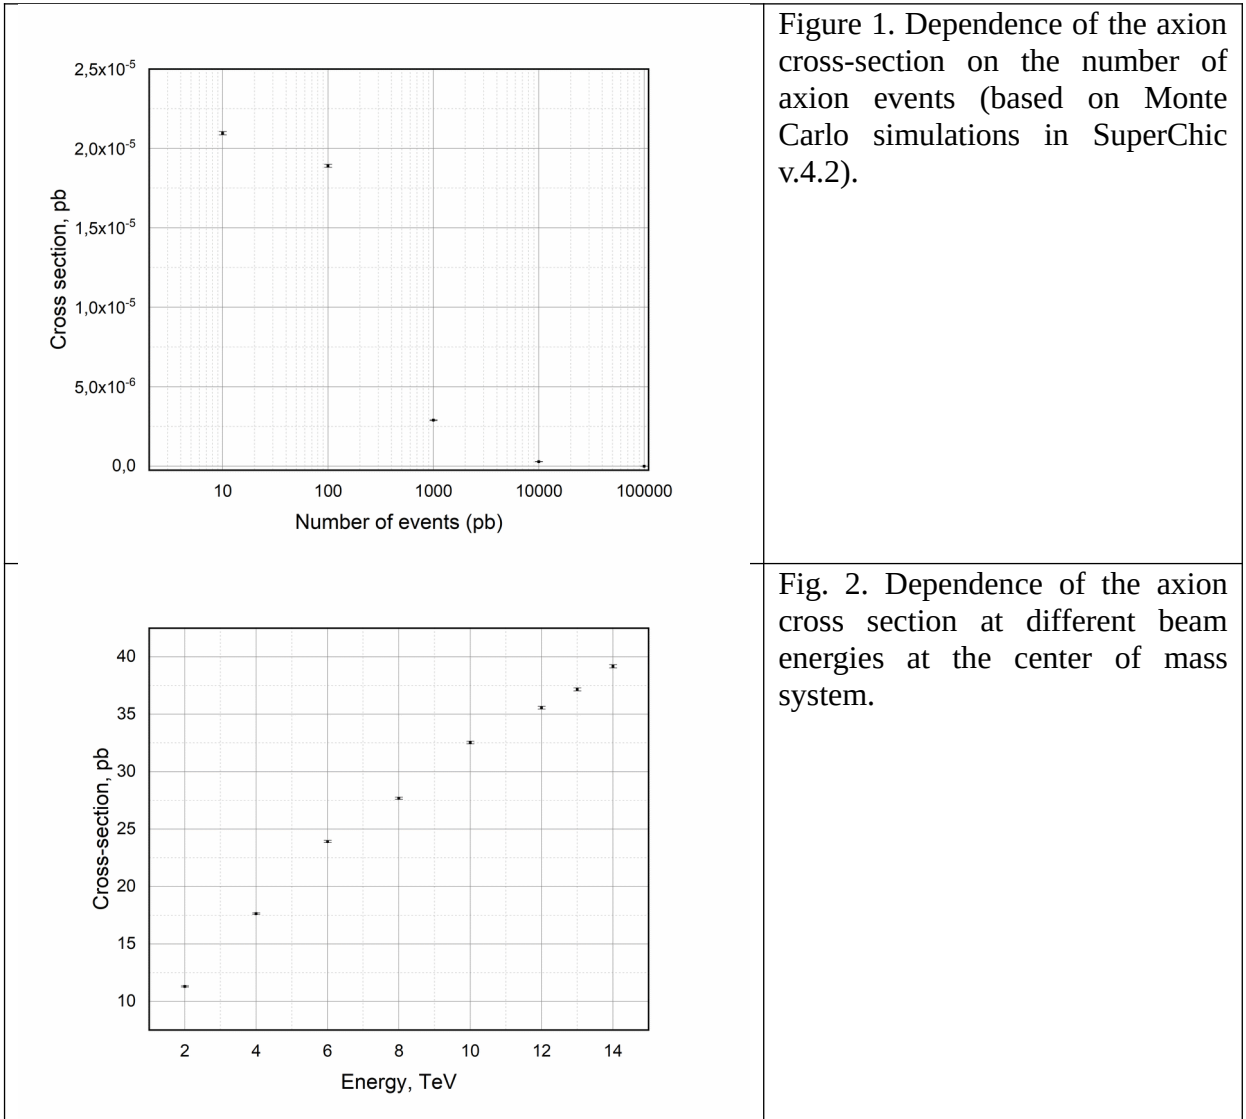 2,5x10-5
2,0x10-5
1,5x10-5
1,0x10-5
5,0x10-6
0,0
Cross section, pb
10 100 1000 10000 100000
Number of events (pb)
Figure 1. Dependence of the axion
cross-section on the number of
axion events (based on Monte
Carlo simulations in SuperChic
v.4.2).
40
35
30
25
20
15
10
Cross-section, pb
2 4 6 8 10 12 14
Energy, TeV
Fig. 2. Dependence of the axion
cross section at different beam
energies at the center of mass
system.